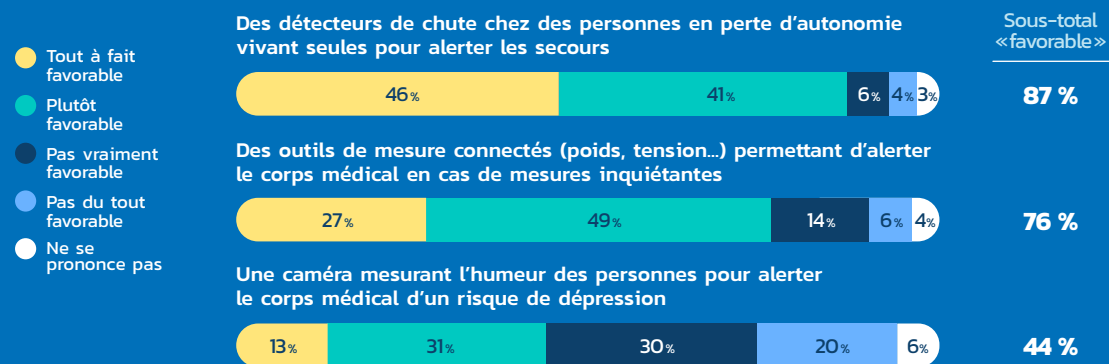 Sous-total
«favorable»
Tout à fait
favorable
Plutôt
favorable
Pas vraiment
favorable
Pas du tout
favorable
Ne se
prononce pas
Des détecteurs de chute chez des personnes en perte d’autonomie
vivant seules pour alerter les secours
46% 41% 6% 4% 3% 87 %
Des outils de mesure connectés (poids, tension...) permettant d’alerter
le corps médical en cas de mesures inquiétantes
27% 49% 14% 6% 4% 76 %
Une caméra mesurant l’humeur des personnes pour alerter
le corps médical d’un risque de dépression
13% 31% 30% 20% 6% 44 %